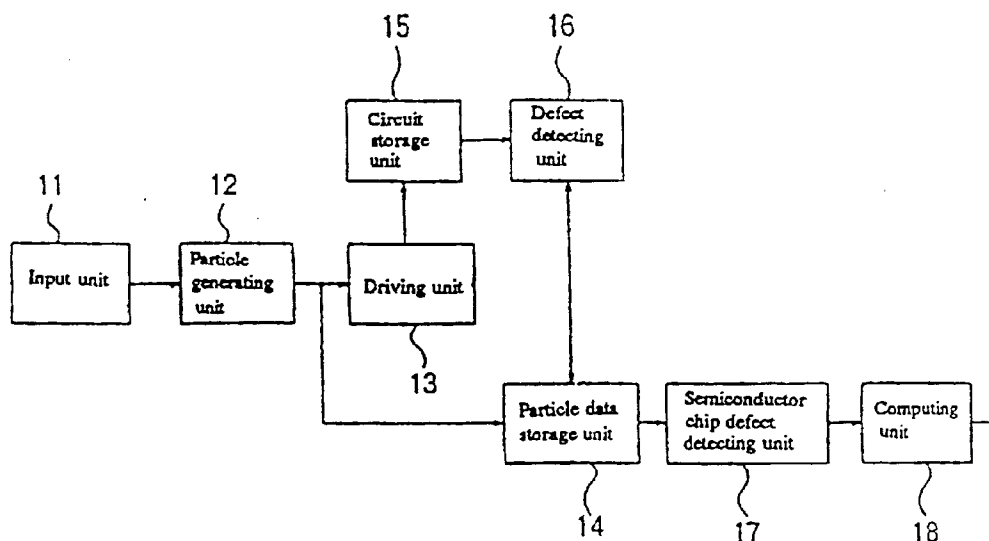 15
16
Circuit
storage
unit
Defect
detecting
unit
11
12
Input unit
Particle
generating
unit
Driving unit
13
Particle data
storage unit
Semiconductor
chip defect
detecting unit
Computing
unit
14
17
18